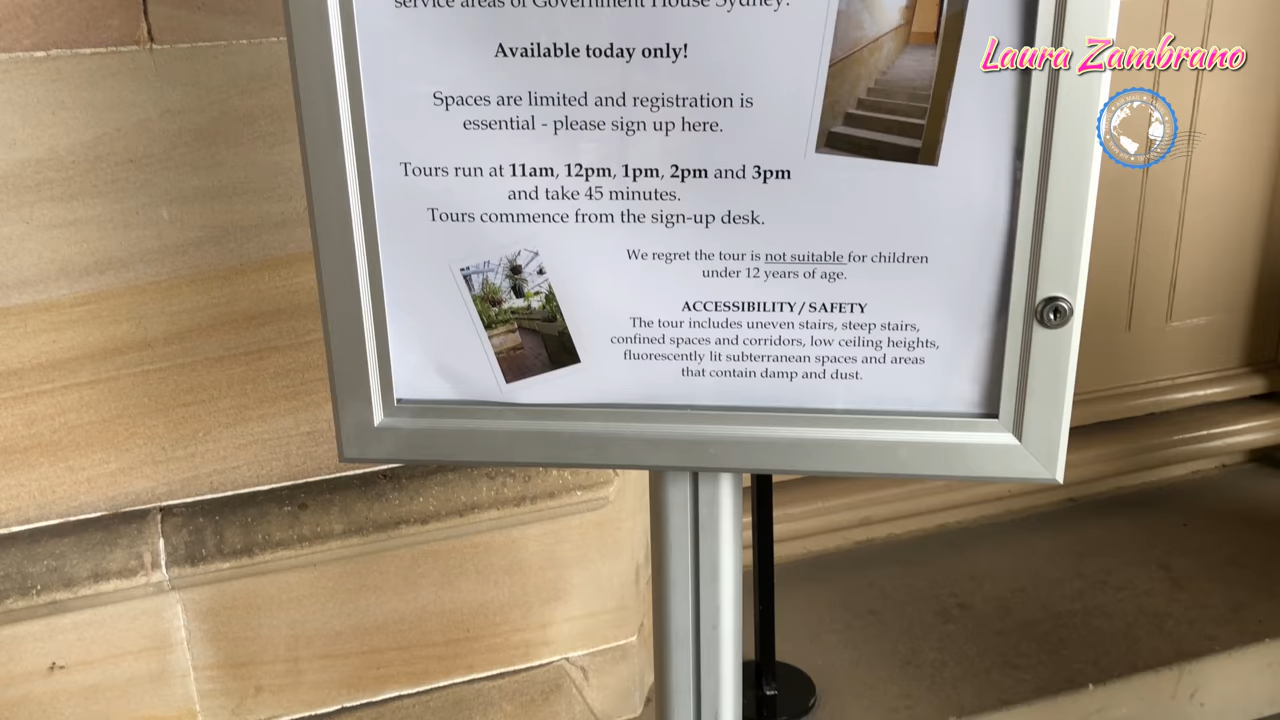 service areas of Government House Sydney.
Available today only!
Spaces are limited and registration is
essential - please sign up here.
Tours run at 11am, 12pm, 1pm, 2pm and 3pm
and take 45 minutes.
Tours commence from the sign-up desk.
We regret the tour is not suitable for children
under 12 years of age.
ACCESSIBILITY / SAFETY
The tour includes uneven stairs, steep stairs,
confined spaces and corridors, low ceiling heights,
fluorescently lit subterranean spaces and areas
that contain damp and dust.
Laura Zambrano